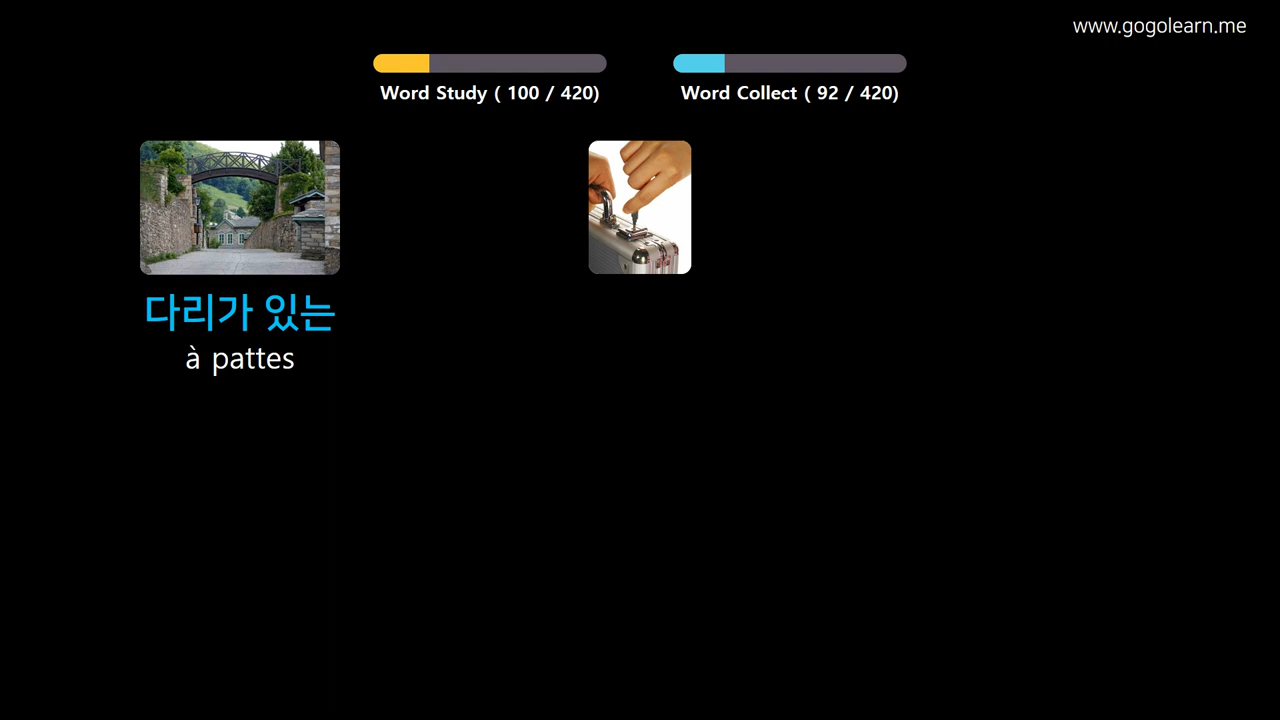 www.gogolearn.me
Word Study ( 100 / 420)
Word Collect ( 92 / 420)
다리가 있는
à pattes